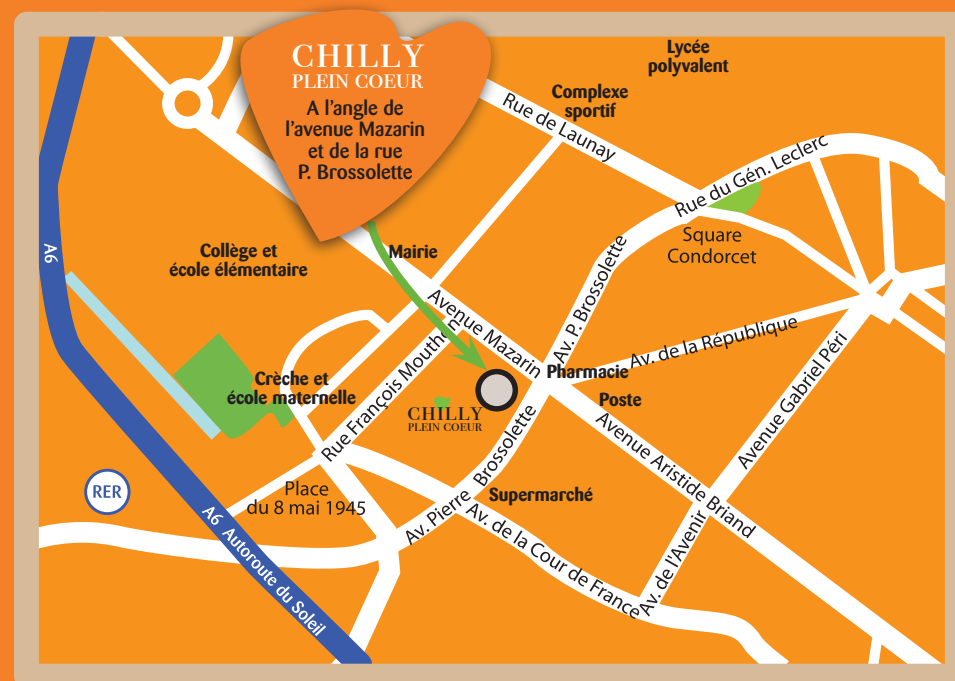 CHILLY
PLEIN COEUR
A l'angle de
l'avenue Mazarin
et de la rue
P. Brossolette
Lycée
polyvalent
Complexe
sportif
Rue de Launay
Rue du Gén. Leclerc
Square
Condorcet
A6
Collège et
école élémentaire
Mairie
Avenue Mazarin
Av. P. Brossolette
Av. de la République
Pharmacie
Poste
Avenue Gabriel Péri
Crèche et
école maternelle
Rue François Mouthon
CHILLY
PLEIN COEUR
Avenue Aristide Briand
RER
Place
du 8 mai 1945
Av. Pierre Brossolette
Supermarché
Av. de la Cour de France
Av. de l'Avenir
A6 Autoroute du Soleil